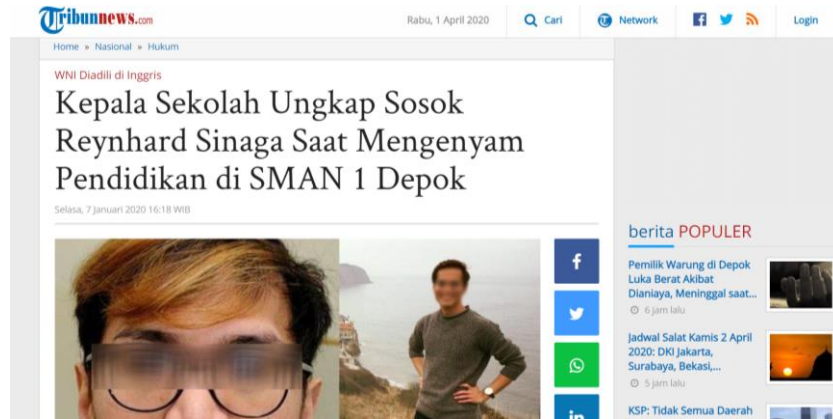 Tribunnews.com
Rabu, 1 April 2020
Cari
Network
Login
Home » Nasional » Hukum
WNI Diadili di Inggris
Kepala Sekolah Ungkap Sosok
Reynhard Sinaga Saat Mengenyam
Pendidikan di SMAN 1 Depok
Selasa, 7 Januari 2020 16:18 WIB
berita POPULER
Pemilik Warung di Depok
Luka Berat Akibat
Dianiaya, Meninggal saat...
6 jam lalu
Jadwal Salat Kamis 2 April
2020: DKI Jakarta,
Surabaya, Bekasi,...
5 jam lalu
KSP: Tidak Semua Daerah